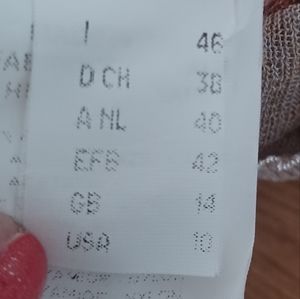 I 46
D CH 38
A NL 40
EFB 42
GB 14
USA 10